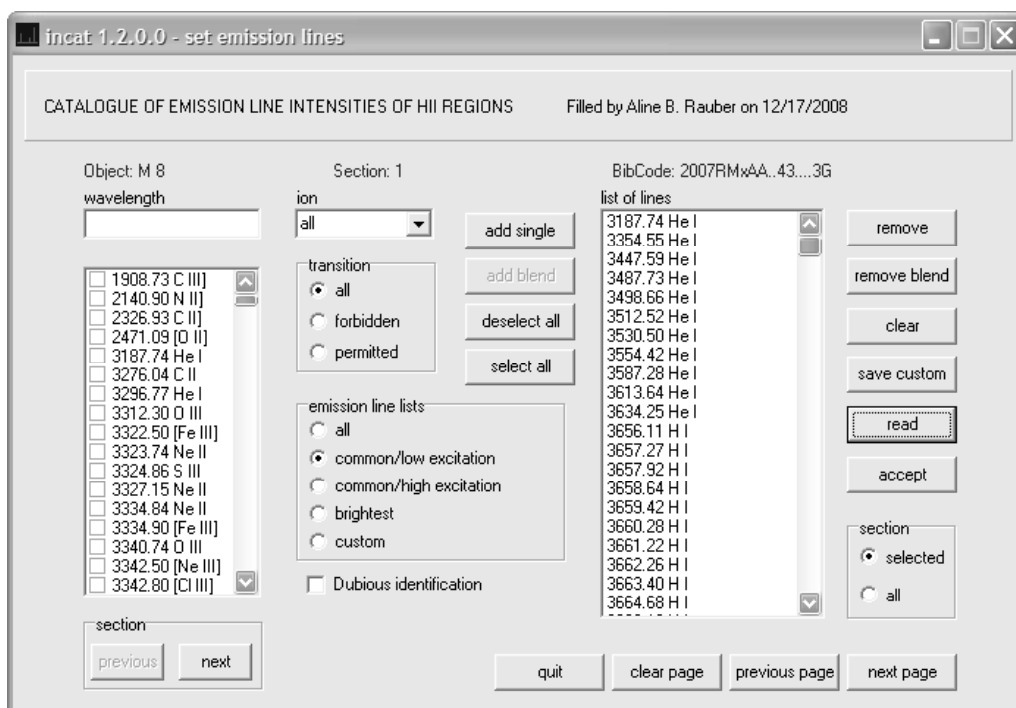 incat 1.2.0.0 - set emission lines
CATALOGUE OF EMISSION LINE INTENSITIES OF HII REGIONS
Filled by Aline B. Rauber on 12/17/2008
Object: M 8
Section: 1
BibCode: 2007RMxAA..43....3G
wavelength
1908.73 C III]
2140.90 N II]
2326.93 C II]
2471.09 [O II]
3187.74 He I
3276.04 C II
3296.77 He I
3312.30 O III
3322.50 [Fe III]
3323.74 Ne II
3324.86 S III
3327.15 Ne II
3334.84 Ne II
3334.90 [Fe III]
3340.74 O III
3342.50 [Ne III]
3342.80 [Cl III]
section
previous
next
ion
all
transition
all
forbidden
permitted
emission line lists
all
common/low excitation
common/high excitation
brightest
custom
Dubious identification
add single
add blend
deselect all
select all
list of lines
3187.74 He I
3354.55 He I
3447.59 He I
3487.73 He I
3498.66 He I
3512.52 He I
3530.50 He I
3554.42 He I
3587.28 He I
3613.64 He I
3634.25 He I
3656.11 H I
3657.27 H I
3657.92 H I
3658.64 H I
3659.42 H I
3660.28 H I
3661.22 H I
3662.26 H I
3663.40 H I
3664.68 H I
remove
remove blend
clear
save custom
read
accept
section
selected
all
quit
clear page
previous page
next page